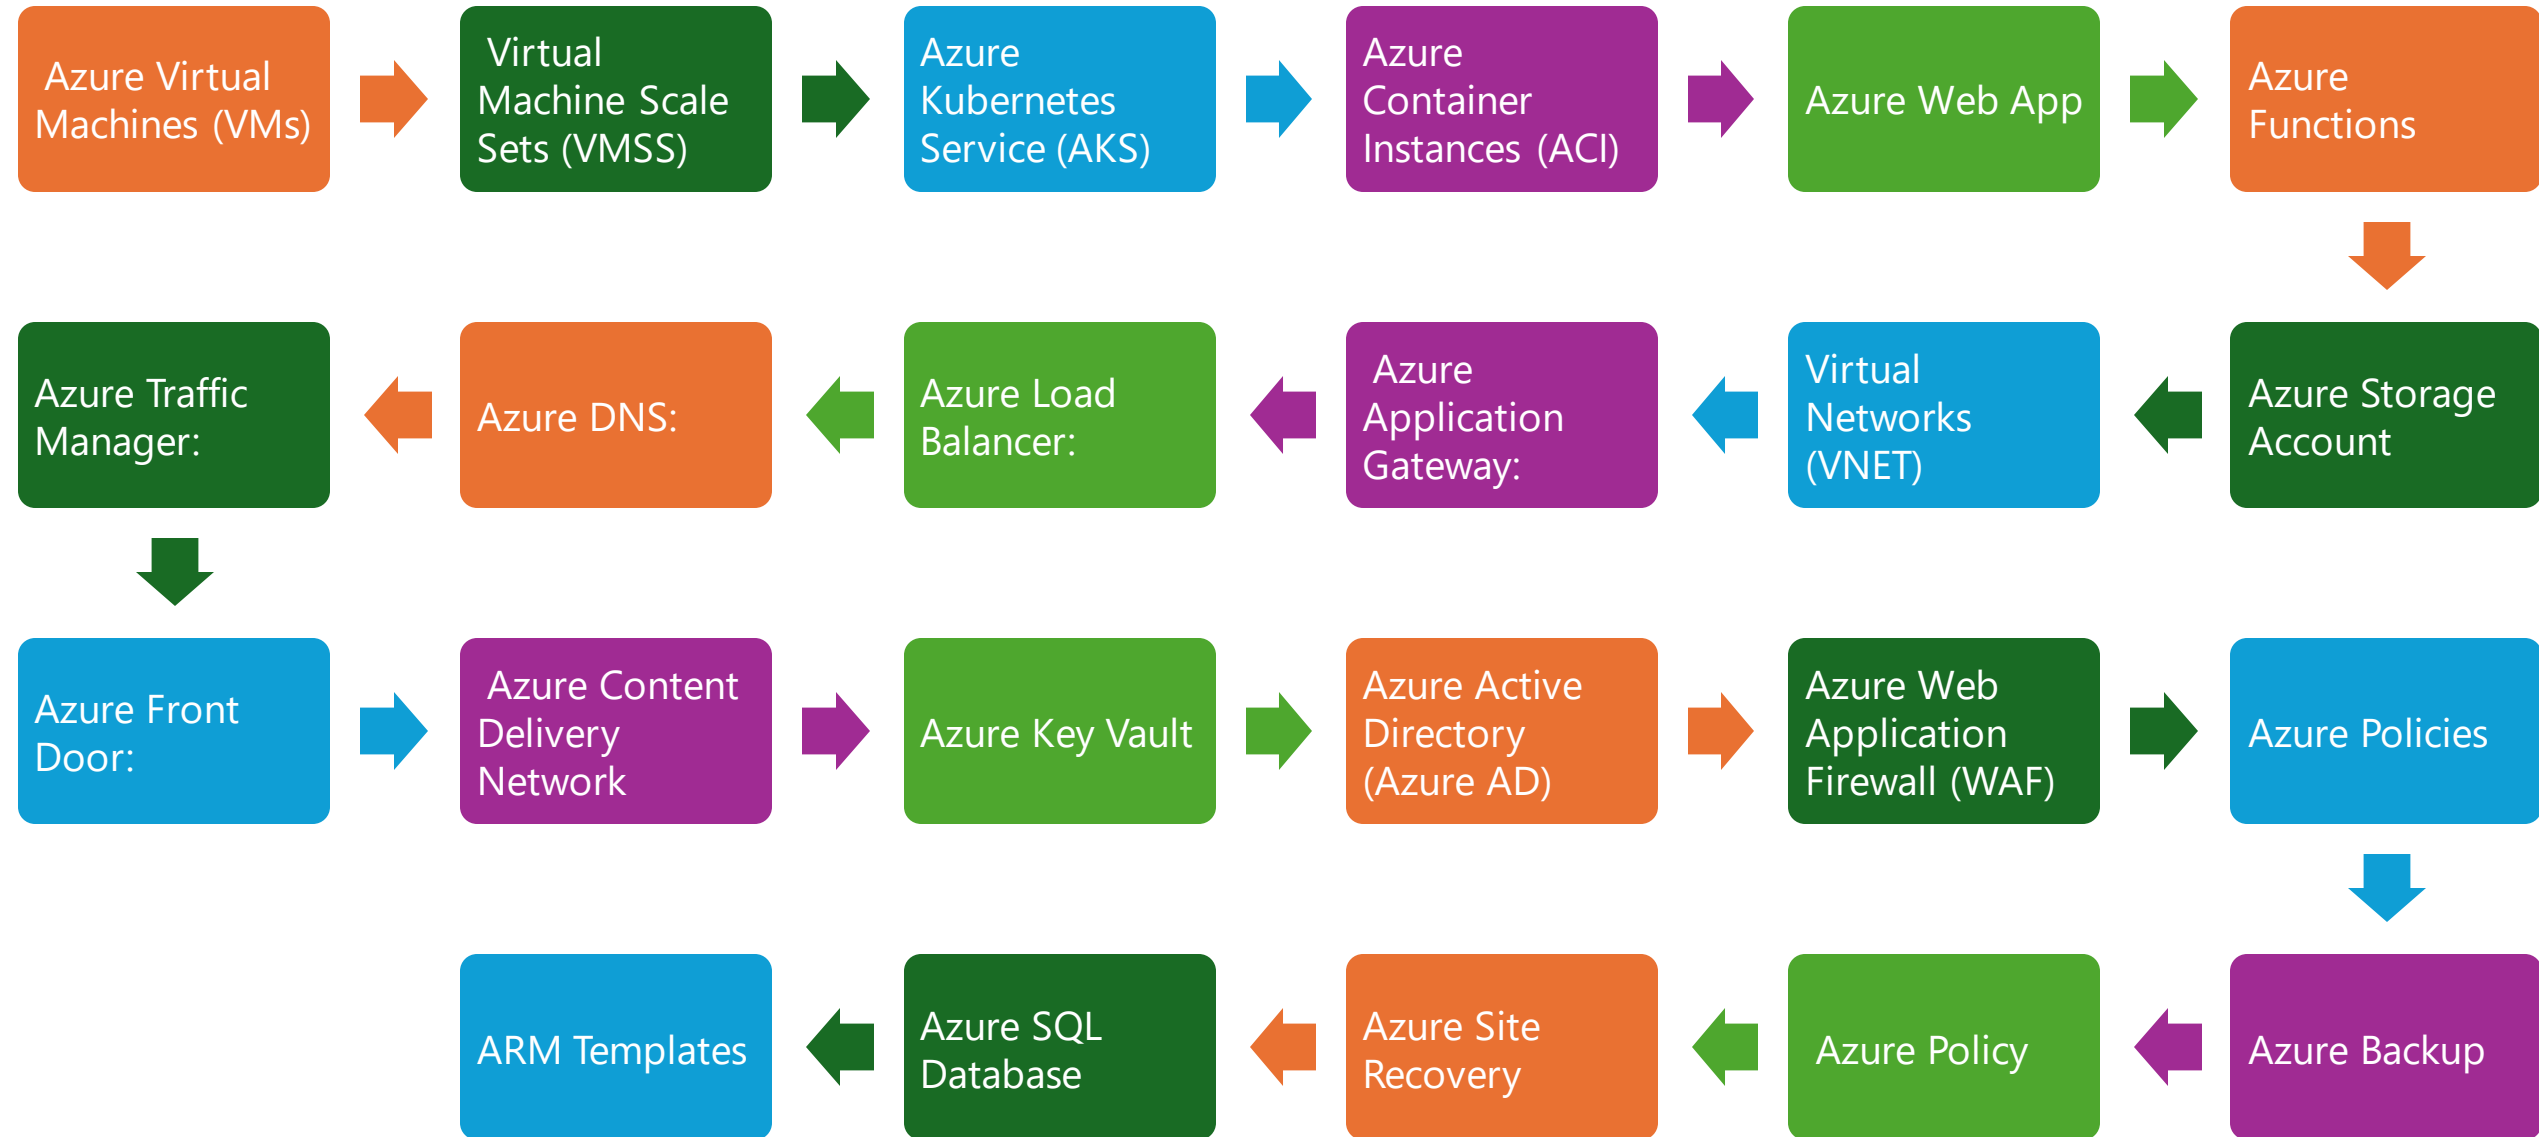 Azure Virtual
Machines (VMs)
Virtual
Machine Scale
Sets (VMSS)
Azure
Kubernetes
Service (AKS)
Azure
Container
Instances (ACI)
Azure Web App
Azure
Functions
Azure Storage
Account
Virtual
Networks
(VNET)
Azure
Application
Gateway:
Azure Load
Balancer:
Azure DNS:
Azure Traffic
Manager:
Azure Front
Door:
Azure Content
Delivery
Network
Azure Key Vault
Azure Active
Directory
(Azure AD)
Azure Web
Application
Firewall (WAF)
Azure Policies
Azure Backup
Azure Policy
Azure Site
Recovery
Azure SQL
Database
ARM Templates